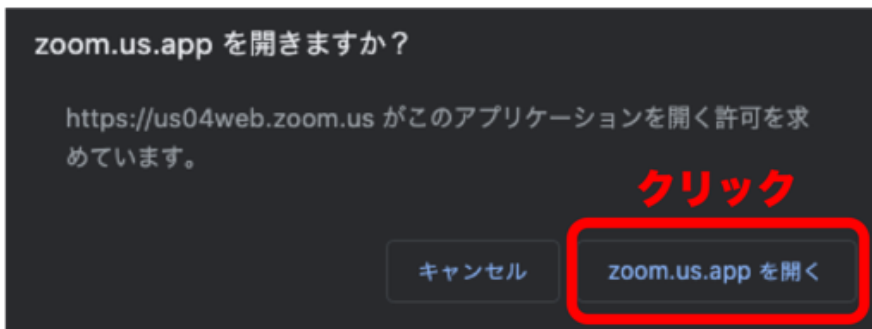 zoom.us.app を開きますか？
https://us04web.zoom.us がこのアプリケーションを開く許可を求
めています。
クリック
キャンセル
zoom.us.app を開く